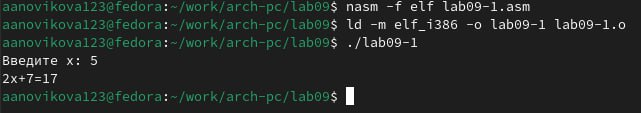 aanovikova123@fedora:~/work/arch-pc/lab09$ nasm -f elf lab09-1.asm
aanovikova123@fedora:~/work/arch-pc/lab09$ ld -m elf_i386 -o lab09-1 lab09-1.o
aanovikova123@fedora:~/work/arch-pc/lab09$ ./lab09-1
Введите x: 5
2x+7=17
aanovikova123@fedora:~/work/arch-pc/lab09$